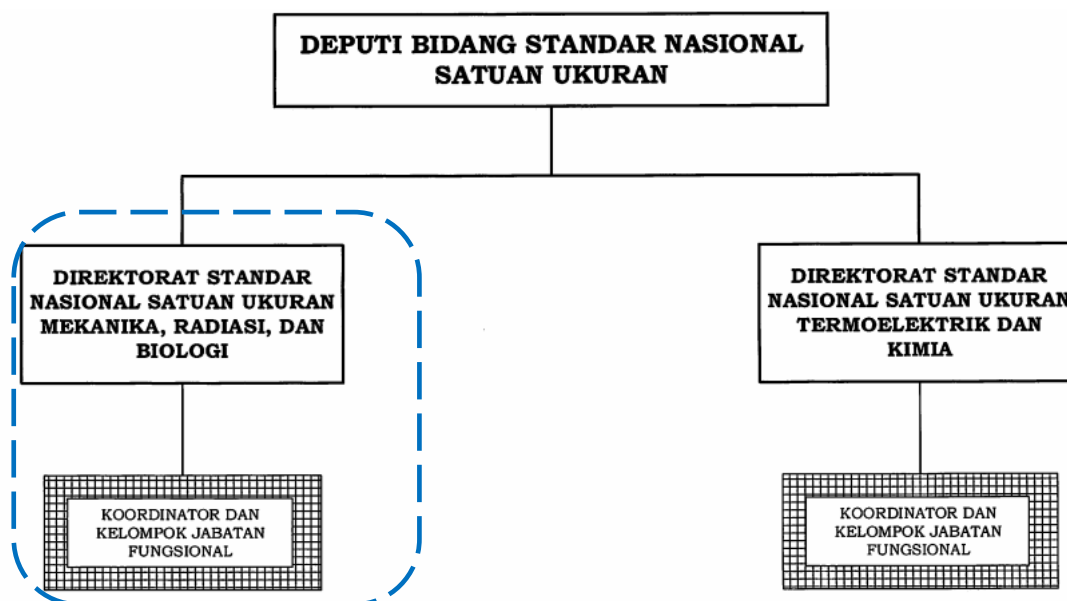 DEPUTI BIDANG STANDAR NASIONAL
SATUAN UKURAN
DIREKTORAT STANDAR
NASIONAL SATUAN UKURAN
MEKANIKA, RADIASI, DAN
BIOLOGI
DIREKTORAT STANDAR
NASIONAL SATUAN UKURAN
TERMOELEKTRIK DAN
KIMIA
KOORDINATOR DAN
KELOMPOK JABATAN
FUNGSIONAL
KOORDINATOR DAN
KELOMPOK JABATAN
FUNGSIONAL